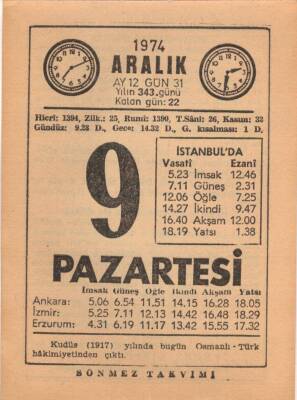 1974
ARALIK
AY 12 GÜN 31
Yılın 343.günü
Kalan gün: 22
Hicri: 1394, Zilk.: 25, Rumi: 1390, T.Sâni: 26, Kasım: 32
Gündüz: 9.28 D., Gece: 14.32 D., G. kısalması: 1 D.
9
İSTANBUL'DA
Vasatî Ezanî
5.23 İmsak 12.46
7.11 Güneş 2.31
12.06 Öğle 7.25
14.27 İkindi 9.47
16.40 Akşam 12.00
18.19 Yatsı 1.38
PAZARTESİ
İmsak Güneş Öğle İkindi Akşam Yatsı
Ankara: 5.06 6.54 11.51 14.15 16.28 18.05
İzmir: 5.25 7.11 12.13 14.42 16.48 18.29
Erzurum: 4.31 6.19 11.17 13.42 15.55 17.32
Kudüs (1917) yılında bugün Osmanlı - Türk
hâkimiyetinden çıktı.
SÖNMEZ TAKVİMİ